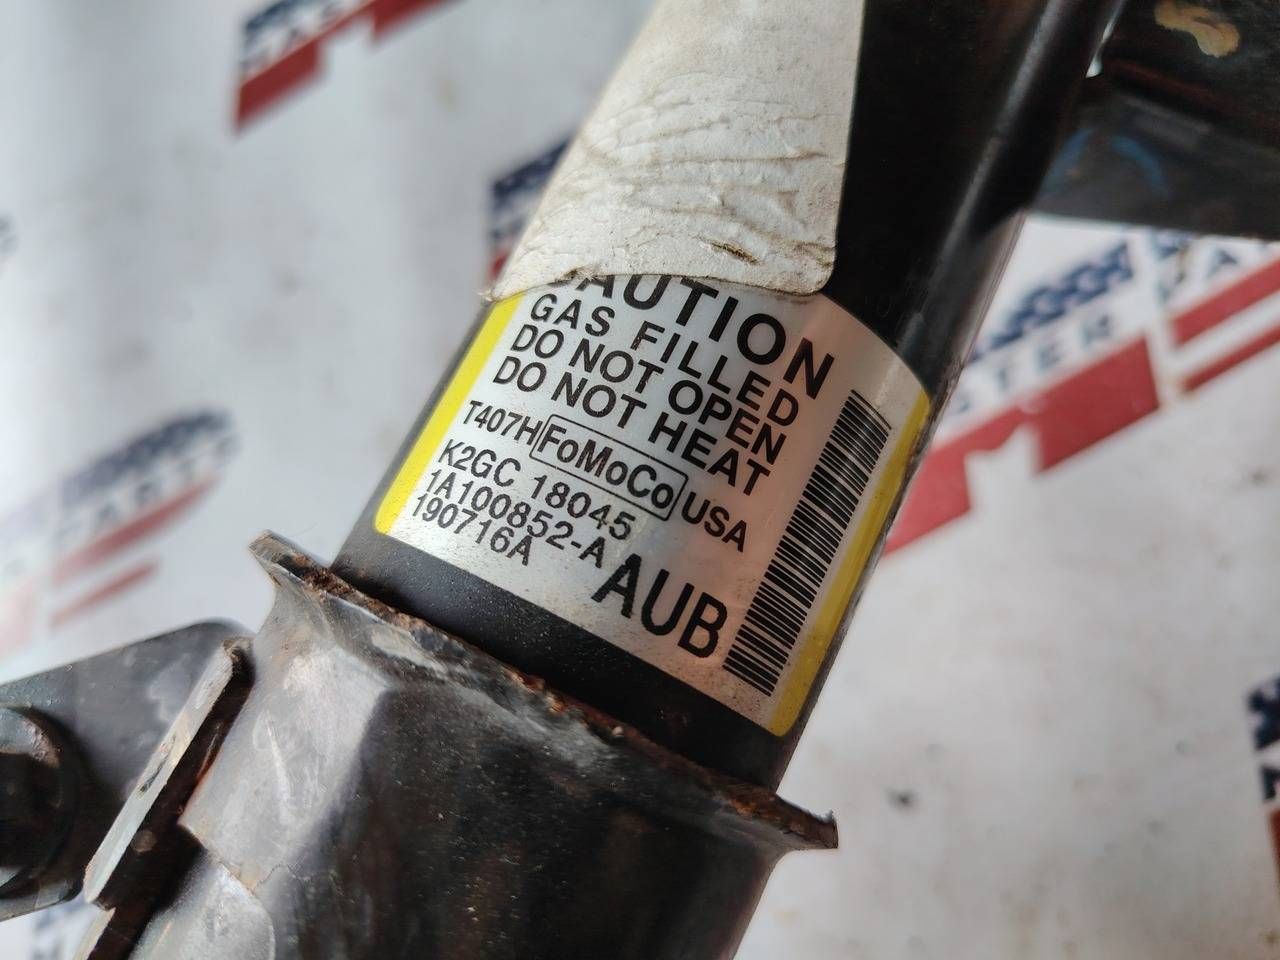 CAUTION
GAS FILLED
DO NOT OPEN
DO NOT HEAT
T407H FoMoCo USA
K2GC 18045
1A100852-A
190716A
AUB